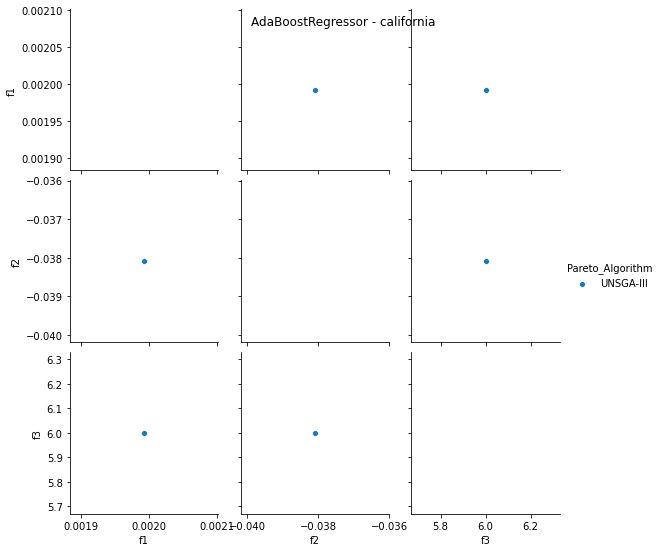 AdaBoostRegressor - california
0.00210
0.00205
0.00200
0.00195
0.00190
f1
−0.036
−0.037
−0.038
−0.039
−0.040
f2
Pareto_Algorithm
UNSGA-III
6.3
6.2
6.1
6.0
5.9
5.8
5.7
f3
0.0019 0.0020 0.0021 −0.040 −0.038 −0.036 5.8 6.0 6.2
f1 f2 f3